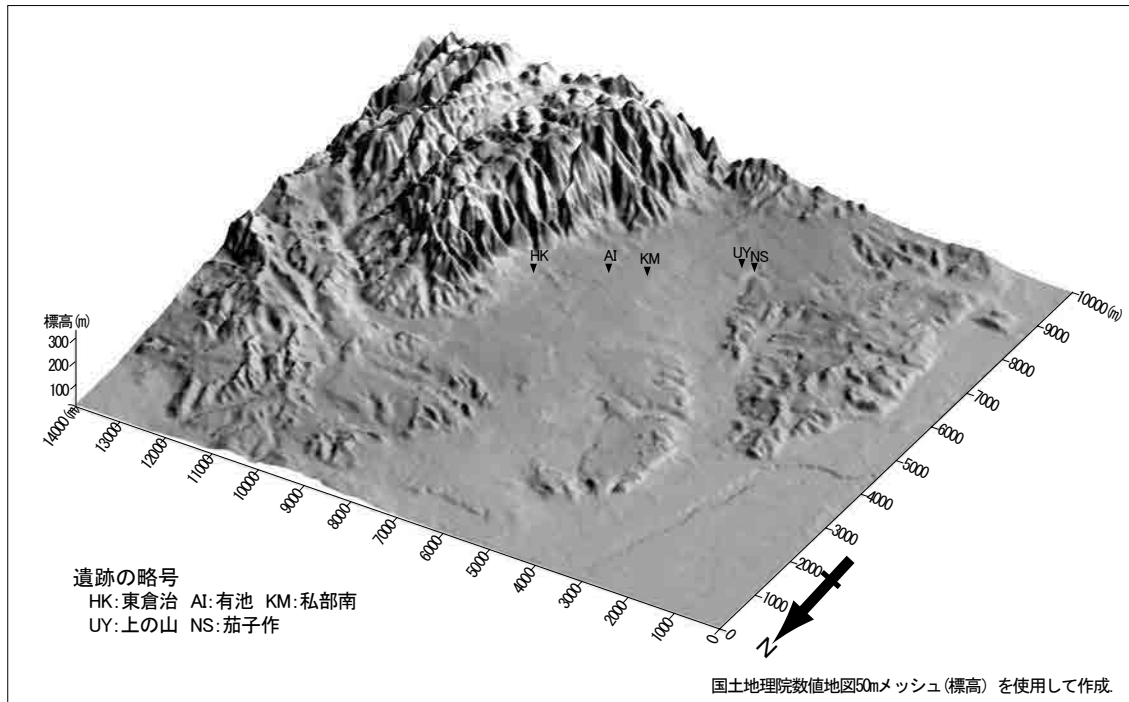 HK
AI
KM
UY
NS
標高(m)
300
200
100
14000(m)
13000
12000
11000
10000
9000
8000
7000
6000
5000
4000
3000
2000
1000
0
0
1000
2000
3000
4000
5000
6000
7000
8000
9000
10000(m)
N
遺跡の略号
HK:東倉治 AI:有池 KM:私部南
UY:上の山 NS:茄子作
国土地理院数値地図50mメッシュ(標高)を使用して作成.